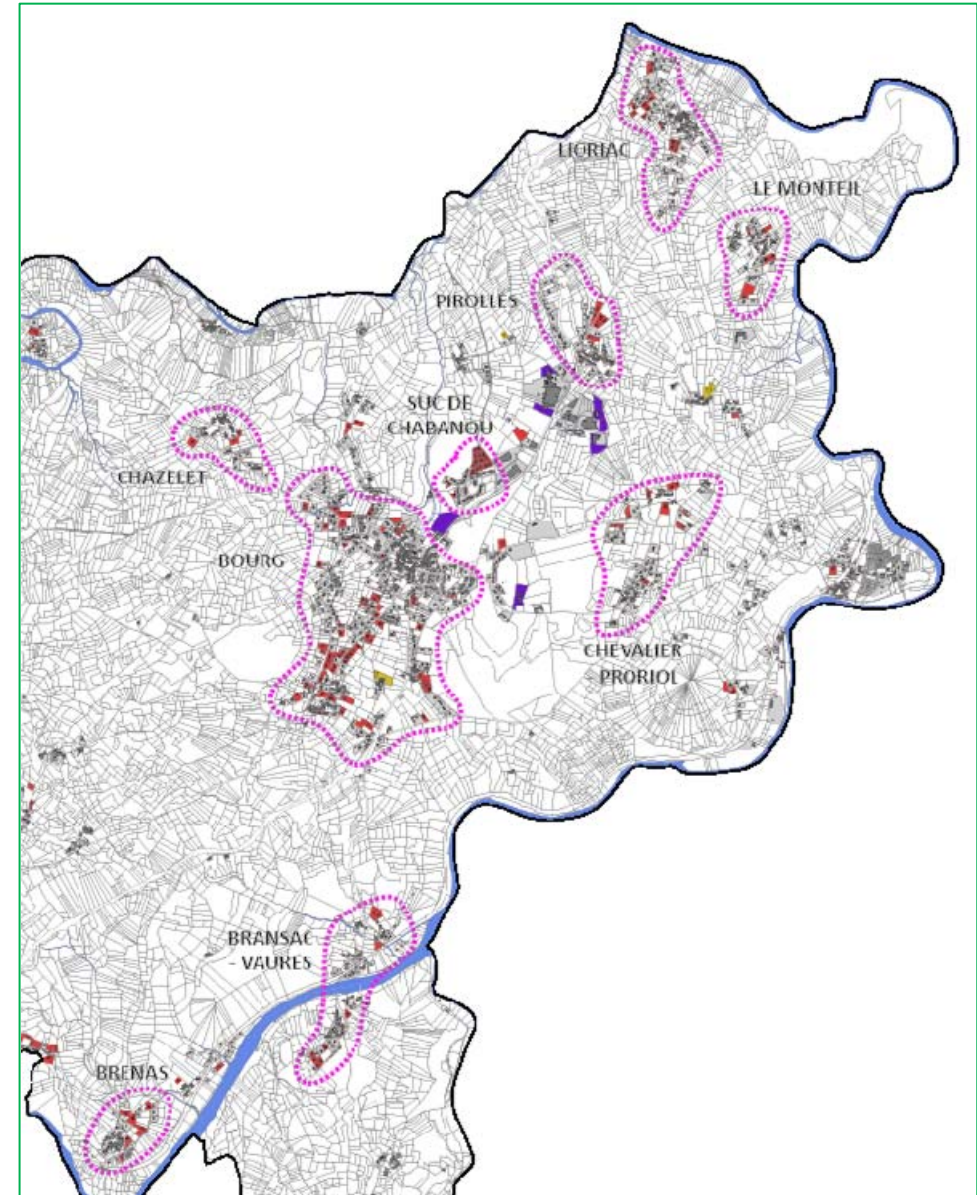 LIORIAC
LE MONTEIL
PIROLLES
SUC DE
CHABANOU
CHAZELET
BOURG
CHEVALIER
- PRORIOL
BRANSAC
- VAURES
BRENAS